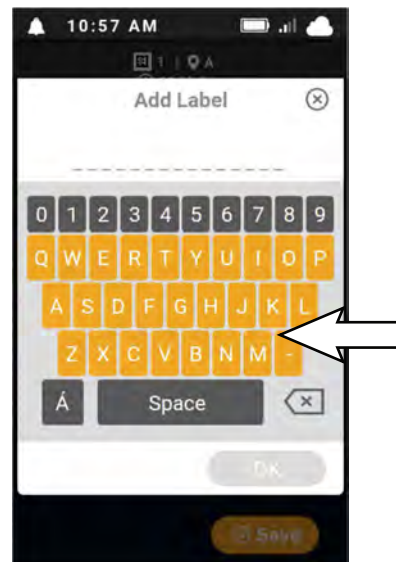 10:57 AM
1 | A
Add Label
0 1 2 3 4 5 6 7 8 9
Q W E R T Y U I O P
A S D F G H J K L
Z X C V B N M -
Á Space
OK
Save